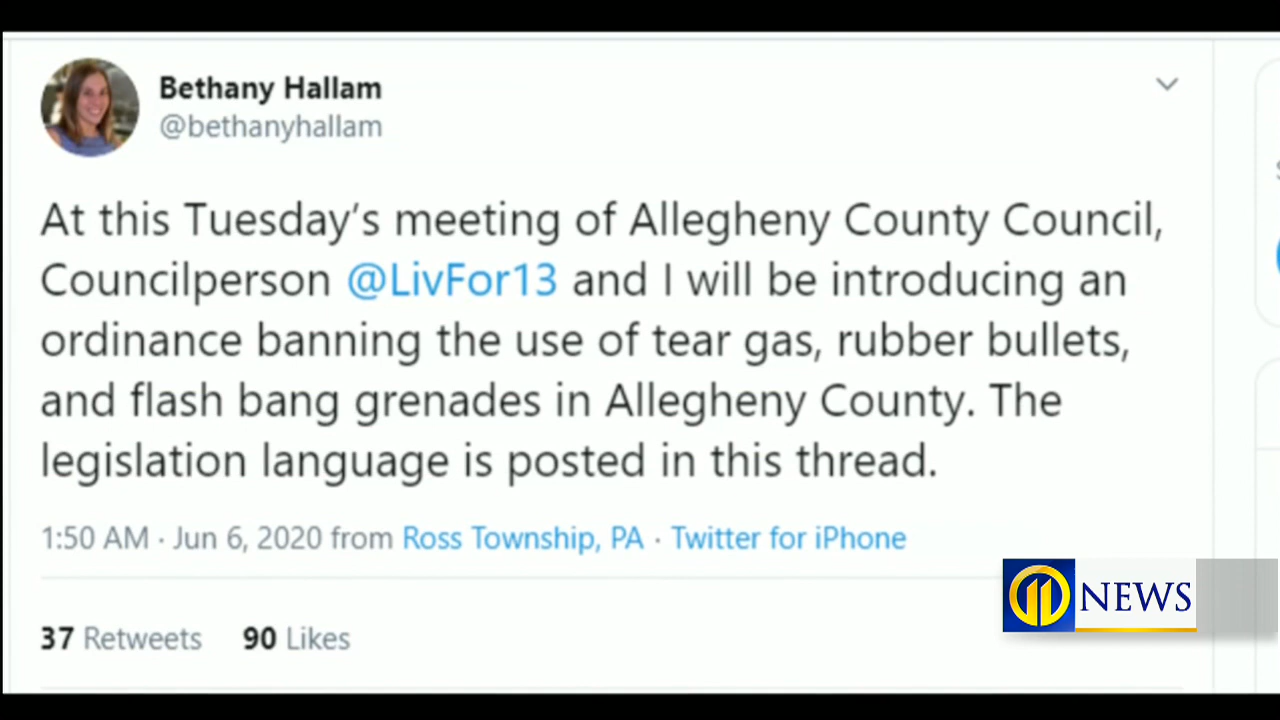 Bethany Hallam
@bethanyhallam
At this Tuesday’s meeting of Allegheny County Council,
Councilperson @LivFor13 and I will be introducing an
ordinance banning the use of tear gas, rubber bullets,
and flash bang grenades in Allegheny County. The
legislation language is posted in this thread.
1:50 AM · Jun 6, 2020 from Ross Township, PA · Twitter for iPhone
37 Retweets 90 Likes
11 NEWS